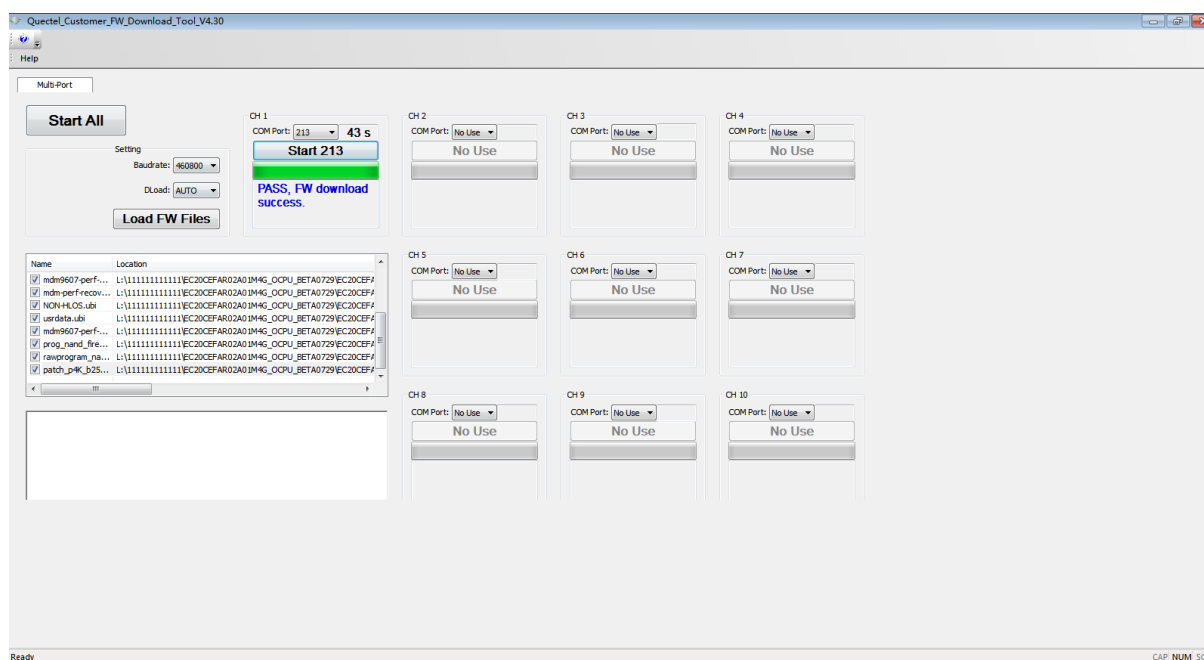 Quectel_Customer_FW_Download_Tool_V4.30
Help
Multi-Port
Start All
Setting
Baudrate: 460800
DLoad: AUTO
Load FW Files
CH 1
COM Port: 213 43 s
Start 213
PASS, FW download
success.
CH 2
COM Port: No Use
No Use
CH 3
COM Port: No Use
No Use
CH 4
COM Port: No Use
No Use
Name Location
mdm9607-perf-... L:\111111111111\EC20CEFAR02A01M4G_OCPU_BETA0729\EC20CEFA
mdm-perf-recov... L:\111111111111\EC20CEFAR02A01M4G_OCPU_BETA0729\EC20CEFA
NON-HLOS.ubi L:\111111111111\EC20CEFAR02A01M4G_OCPU_BETA0729\EC20CEFA
usrdata.ubi L:\111111111111\EC20CEFAR02A01M4G_OCPU_BETA0729\EC20CEFA
mdm9607-perf-... L:\111111111111\EC20CEFAR02A01M4G_OCPU_BETA0729\EC20CEFA
prog_nand_fire... L:\111111111111\EC20CEFAR02A01M4G_OCPU_BETA0729\EC20CEFA
rawprogram_na... L:\111111111111\EC20CEFAR02A01M4G_OCPU_BETA0729\EC20CEFA
patch_p4K_b25... L:\111111111111\EC20CEFAR02A01M4G_OCPU_BETA0729\EC20CEFA
CH 5
COM Port: No Use
No Use
CH 6
COM Port: No Use
No Use
CH 7
COM Port: No Use
No Use
CH 8
COM Port: No Use
No Use
CH 9
COM Port: No Use
No Use
CH 10
COM Port: No Use
No Use
Ready
CAP NUM SC